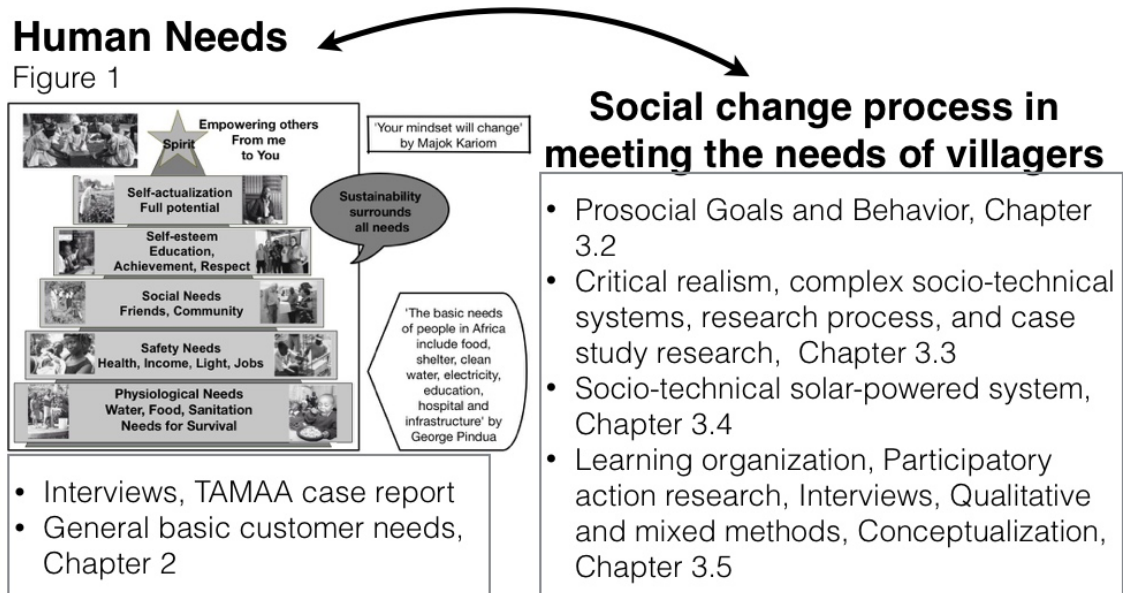 Human Needs
Figure 1
Spirit
Empowering others
From me
to You
Self-actualization
Full potential
Self-esteem
Education,
Achievement, Respect
Social Needs
Friends, Community
Safety Needs
Health, Income, Light, Jobs
Physiological Needs
Water, Food, Sanitation
Needs for Survival
'Your mindset will change'
by Majok Kariom
Sustainability
surrounds
all needs
'The basic needs
of people in Africa
include food,
shelter, clean
water, electricity,
education,
hospital and
infrastructure' by
George Pindua
• Interviews, TAMAA case report
• General basic customer needs,
Chapter 2
Social change process in
meeting the needs of villagers
• Prosocial Goals and Behavior, Chapter
3.2
• Critical realism, complex socio-technical
systems, research process, and case
study research, Chapter 3.3
• Socio-technical solar-powered system,
Chapter 3.4
• Learning organization, Participatory
action research, Interviews, Qualitative
and mixed methods, Conceptualization,
Chapter 3.5